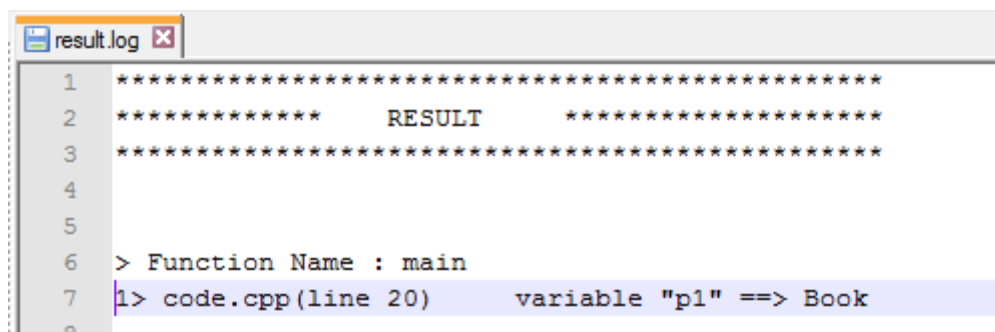 result.log
1 ************************************************
2 ************* RESULT ********************
3 ************************************************
4
5
6 > Function Name : main
7 1> code.cpp(line 20) variable "p1" ==> Book